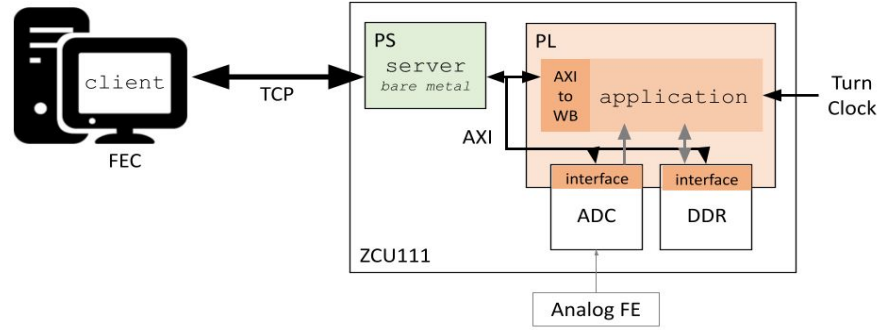 client
FEC
TCP
PS
server
bare metal
AXI
PL
AXI
to
WB
application
Turn
Clock
interface
ADC
interface
DDR
ZCU111
Analog FE